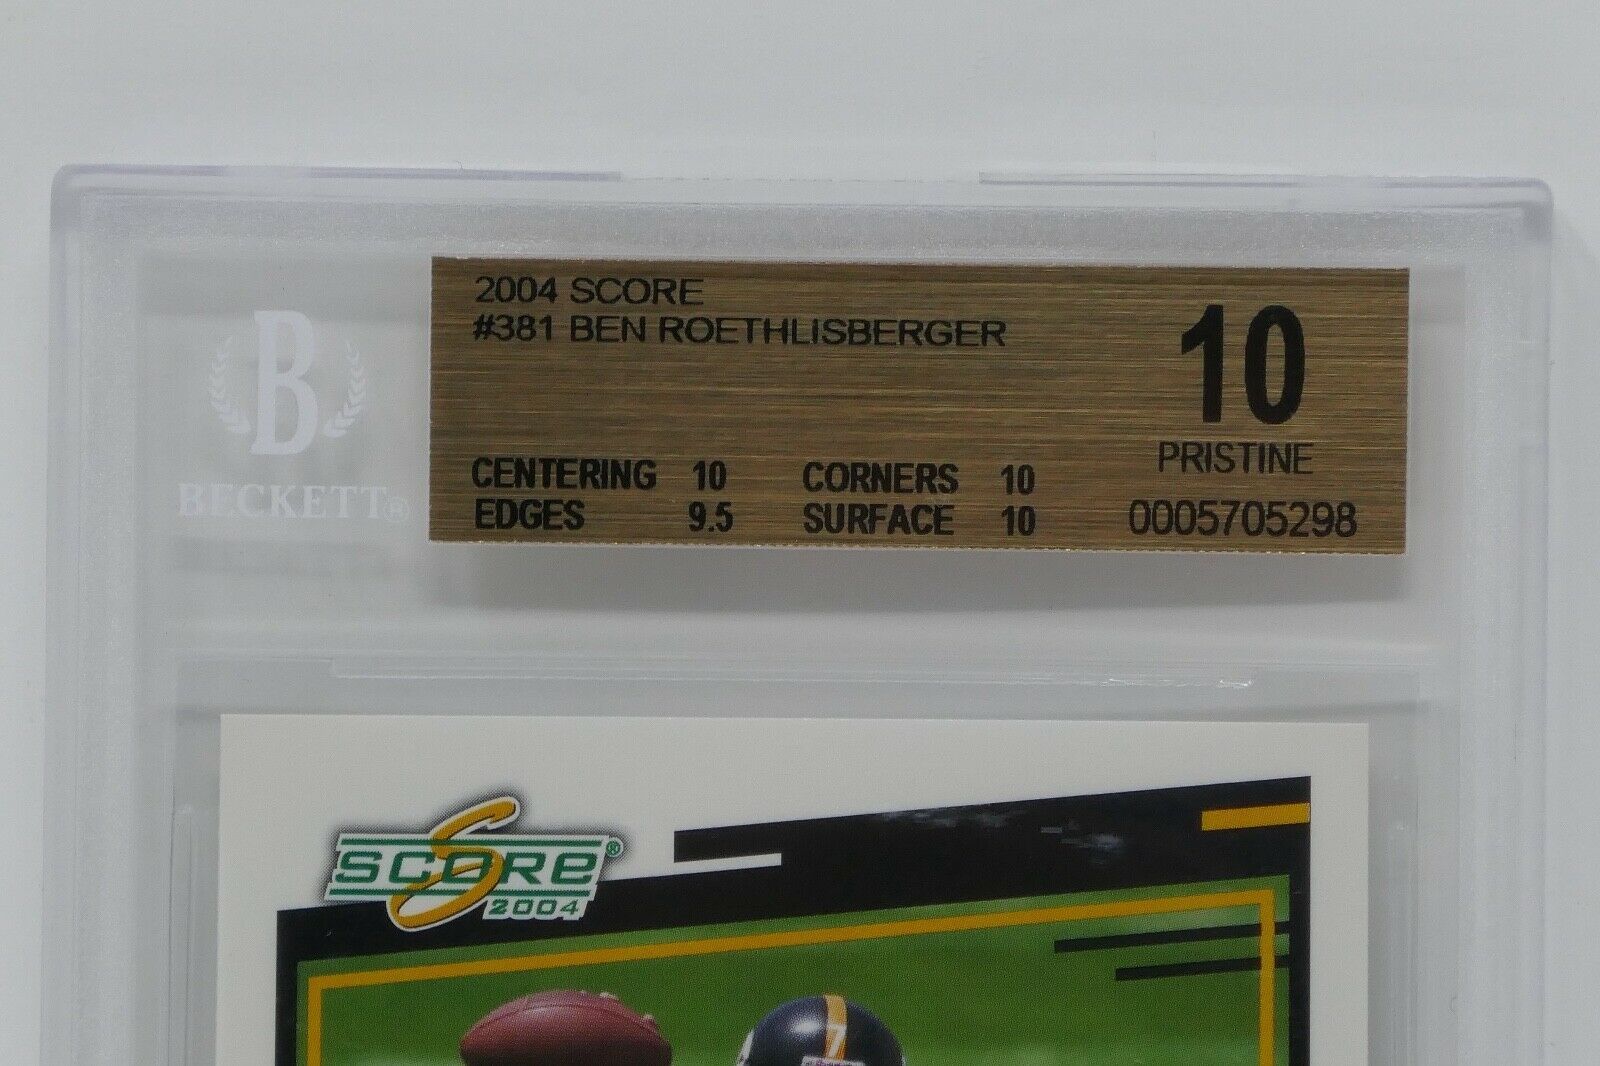 2004 SCORE
#381 BEN ROETHLISBERGER
10
PRISTINE
CENTERING 10 CORNERS 10
EDGES 9.5 SURFACE 10
0005705298
B
BECKETT®
S
SCORE®
2004
7